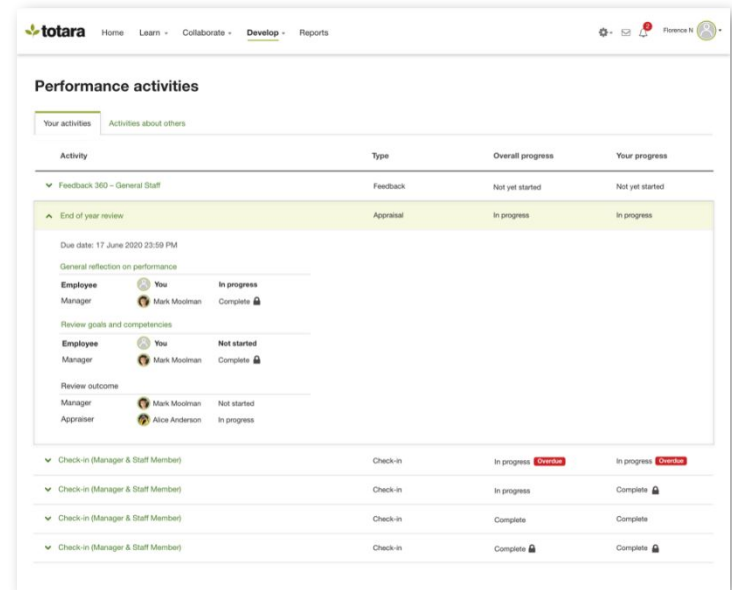 totara Home Learn Collaborate Develop Reports 2 Florence N
Performance activities
Your activities Activities about others
Activity Type Overall progress Your progress
Feedback 360 – General Staff Feedback Not yet started Not yet started
End of year review Appraisal In progress In progress
Due date: 17 June 2020 23:59 PM
General reflection on performance
Employee You In progress
Manager Mark Moolman Complete
Review goals and competencies
Employee You Not started
Manager Mark Moolman Complete
Review outcome
Manager Mark Moolman Not started
Appraiser Alice Anderson In progress
Check-in (Manager & Staff Member) Check-in In progress Overdue In progress Overdue
Check-in (Manager & Staff Member) Check-in In progress Complete
Check-in (Manager & Staff Member) Check-in Complete Complete
Check-in (Manager & Staff Member) Check-in Complete Complete